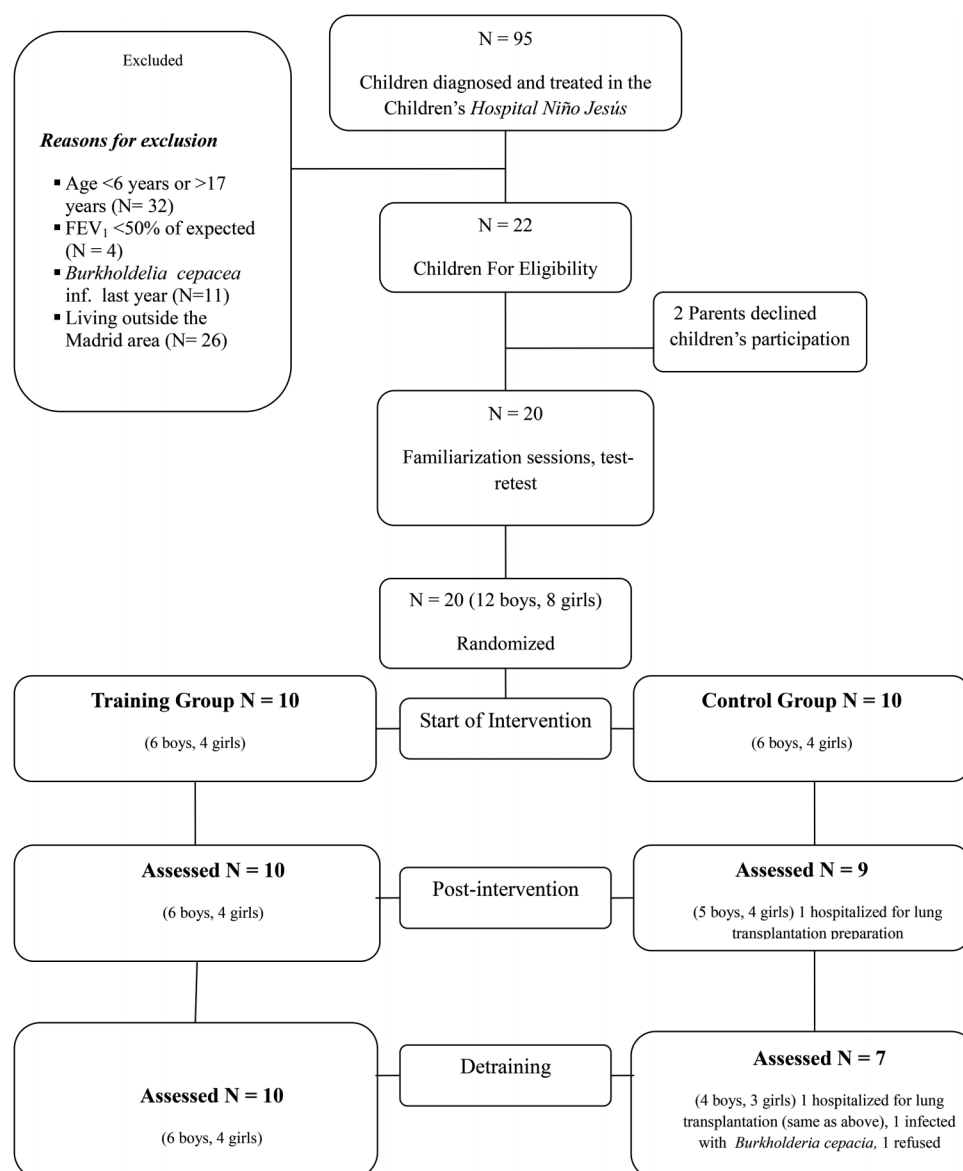 N = 95
Children diagnosed and treated in the
Children's Hospital Niño Jesús
Excluded
Reasons for exclusion
▪ Age <6 years or >17
years (N= 32)
▪ FEV₁ <50% of expected
(N = 4)
▪ Burkholdelia cepacea
inf. last year (N=11)
▪ Living outside the
Madrid area (N= 26)
N = 22
Children For Eligibility
2 Parents declined
children's participation
N = 20
Familiarization sessions, test-
retest
N = 20 (12 boys, 8 girls)
Randomized
Training Group N = 10
(6 boys, 4 girls)
Start of Intervention
Control Group N = 10
(6 boys, 4 girls)
Assessed N = 10
(6 boys, 4 girls)
Post-intervention
Assessed N = 9
(5 boys, 4 girls) 1 hospitalized for lung
transplantation preparation
Assessed N = 10
(6 boys, 4 girls)
Detraining
Assessed N = 7
(4 boys, 3 girls) 1 hospitalized for lung
transplantation (same as above), 1 infected
with Burkholderia cepacia, 1 refused